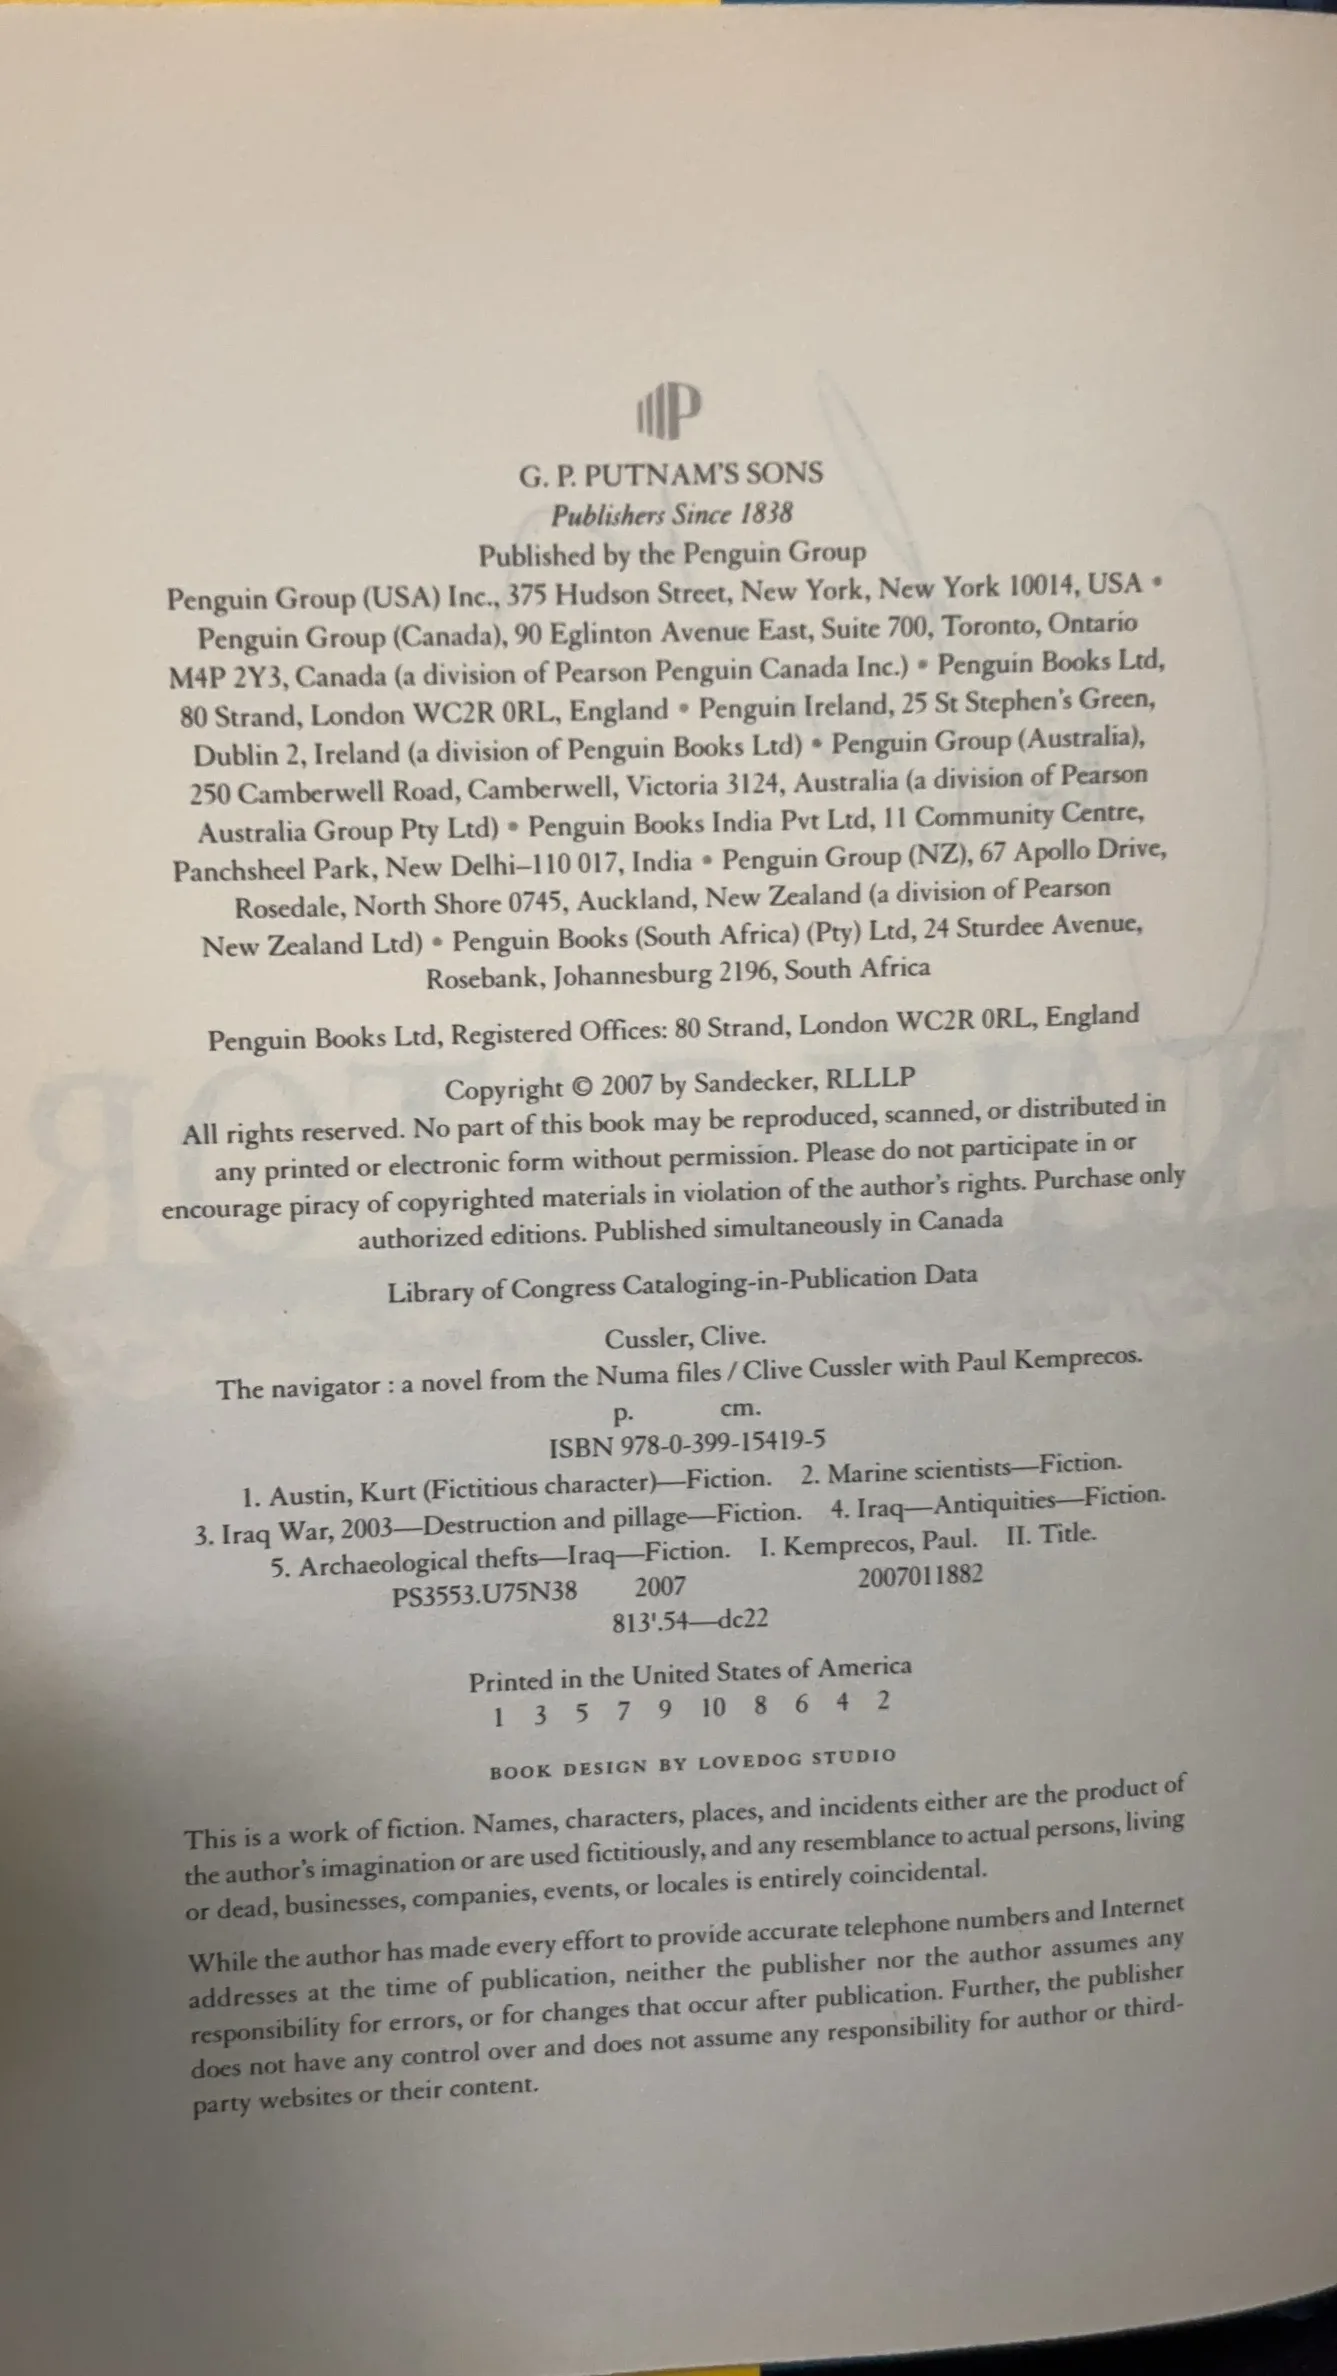 P
G. P. PUTNAM'S SONS
Publishers Since 1838
Published by the Penguin Group
Penguin Group (USA) Inc., 375 Hudson Street, New York, New York 10014, USA •
Penguin Group (Canada), 90 Eglinton Avenue East, Suite 700, Toronto, Ontario
M4P 2Y3, Canada (a division of Pearson Penguin Canada Inc.) • Penguin Books Ltd,
80 Strand, London WC2R 0RL, England • Penguin Ireland, 25 St Stephen's Green,
Dublin 2, Ireland (a division of Penguin Books Ltd) • Penguin Group (Australia),
250 Camberwell Road, Camberwell, Victoria 3124, Australia (a division of Pearson
Australia Group Pty Ltd) • Penguin Books India Pvt Ltd, 11 Community Centre,
Panchsheel Park, New Delhi–110 017, India • Penguin Group (NZ), 67 Apollo Drive,
Rosedale, North Shore 0745, Auckland, New Zealand (a division of Pearson
New Zealand Ltd) • Penguin Books (South Africa) (Pty) Ltd, 24 Sturdee Avenue,
Rosebank, Johannesburg 2196, South Africa
Penguin Books Ltd, Registered Offices: 80 Strand, London WC2R 0RL, England
Copyright © 2007 by Sandecker, RLLLP
All rights reserved. No part of this book may be reproduced, scanned, or distributed in
any printed or electronic form without permission. Please do not participate in or
encourage piracy of copyrighted materials in violation of the author's rights. Purchase only
authorized editions. Published simultaneously in Canada
Library of Congress Cataloging-in-Publication Data
Cussler, Clive.
The navigator : a novel from the Numa files / Clive Cussler with Paul Kemprecos.
p. cm.
ISBN 978-0-399-15419-5
1. Austin, Kurt (Fictitious character)—Fiction. 2. Marine scientists—Fiction.
3. Iraq War, 2003—Destruction and pillage—Fiction. 4. Iraq—Antiquities—Fiction.
5. Archaeological thefts—Iraq—Fiction. I. Kemprecos, Paul. II. Title.
PS3553.U75N38 2007 2007011882
813'.54—dc22
Printed in the United States of America
1 3 5 7 9 10 8 6 4 2
BOOK DESIGN BY LOVEDOG STUDIO
This is a work of fiction. Names, characters, places, and incidents either are the product of
the author's imagination or are used fictitiously, and any resemblance to actual persons, living
or dead, businesses, companies, events, or locales is entirely coincidental.
While the author has made every effort to provide accurate telephone numbers and Internet
addresses at the time of publication, neither the publisher nor the author assumes any
responsibility for errors, or for changes that occur after publication. Further, the publisher
does not have any control over and does not assume any responsibility for author or third-
party websites or their content.